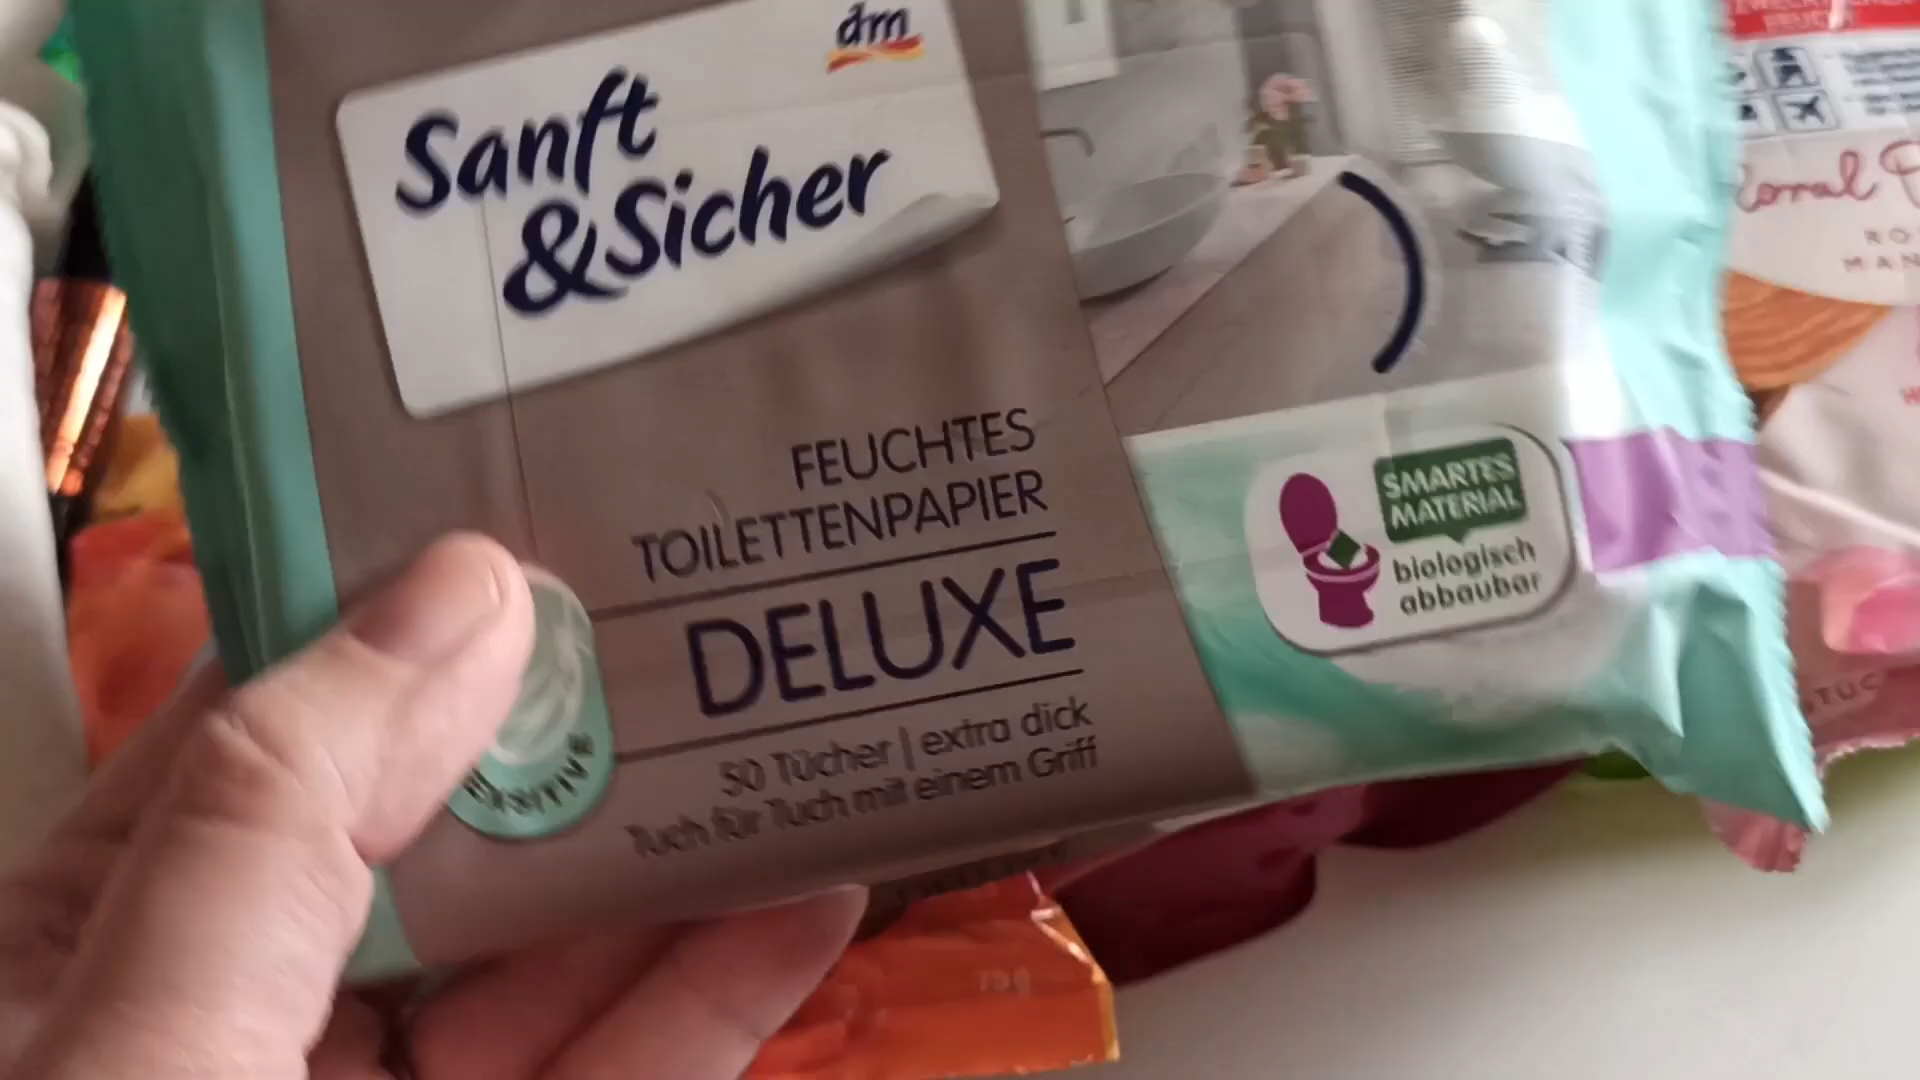 dm
Sanft
&Sicher
FEUCHTES
TOILETTENPAPIER
DELUXE
50 Tücher | extra dick
Tuch für Tuch mit einem Griff
SMARTES
MATERIAL
biologisch
abbaubar
75g